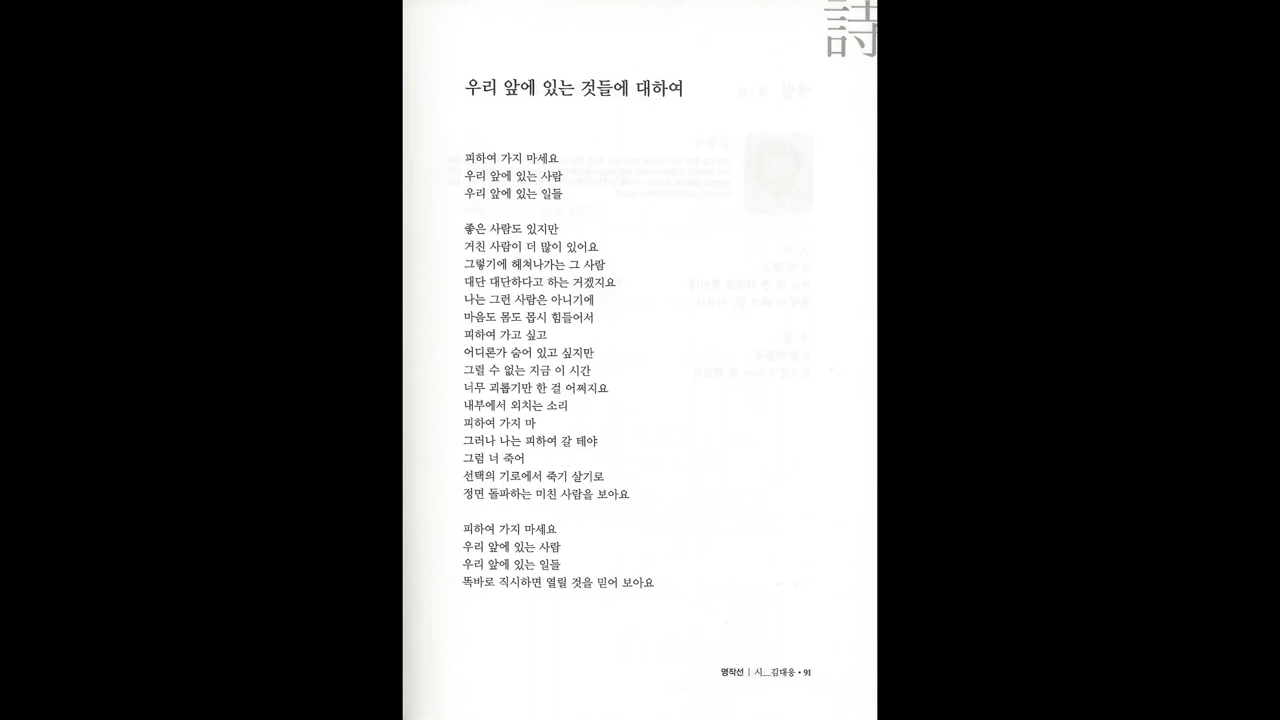 詩
우리 앞에 있는 것들에 대하여
피하여 가지 마세요
우리 앞에 있는 사람
우리 앞에 있는 일들
좋은 사람도 있지만
거친 사람이 더 많이 있어요
그렇기에 헤쳐나가는 그 사람
대단 대단하다고 하는 거겠지요
나는 그런 사람은 아니기에
마음도 몸도 몹시 힘들어서
피하여 가고 싶고
어디론가 숨어 있고 싶지만
그럴 수 없는 지금 이 시간
너무 괴롭기만 한 걸 어쩌지요
내부에서 외치는 소리
피하여 가지 마
그러나 나는 피하여 갈 테야
그럼 너 죽어
선택의 기로에서 죽기 살기로
정면 돌파하는 미친 사람을 보아요
피하여 가지 마세요
우리 앞에 있는 사람
우리 앞에 있는 일들
똑바로 직시하면 열릴 것을 믿어 보아요
명작선 | 시__김대응 • 91